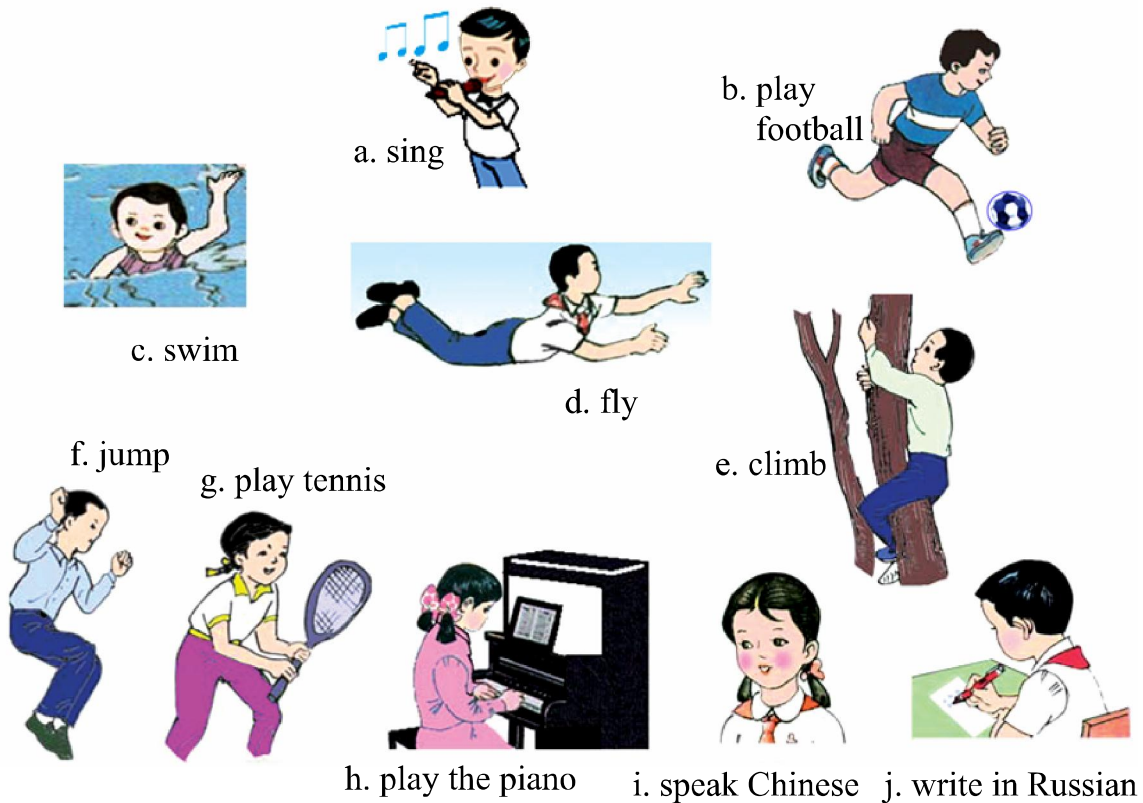 a. sing
b. play
football
c. swim
d. fly
e. climb
f. jump
g. play tennis
h. play the piano
i. speak Chinese
j. write in Russian